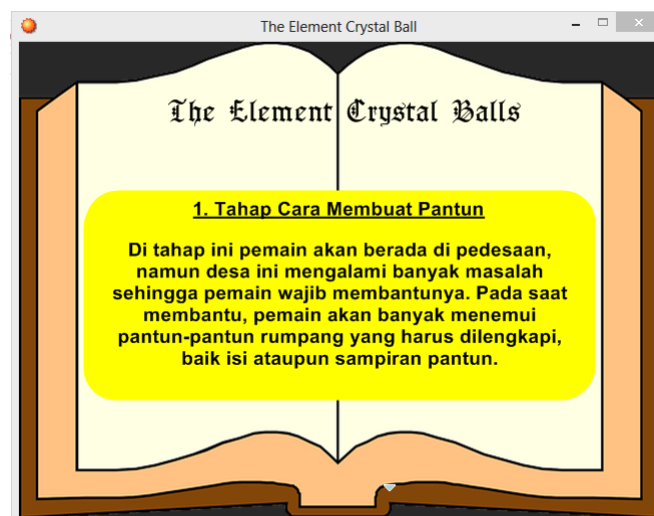 The Element Crystal Ball
The Element Crystal Balls
1. Tahap Cara Membuat Pantun
Di tahap ini pemain akan berada di pedesaan,
namun desa ini mengalami banyak masalah
sehingga pemain wajib membantunya. Pada saat
membantu, pemain akan banyak menemui
pantun-pantun rumpang yang harus dilengkapi,
baik isi ataupun sampiran pantun.